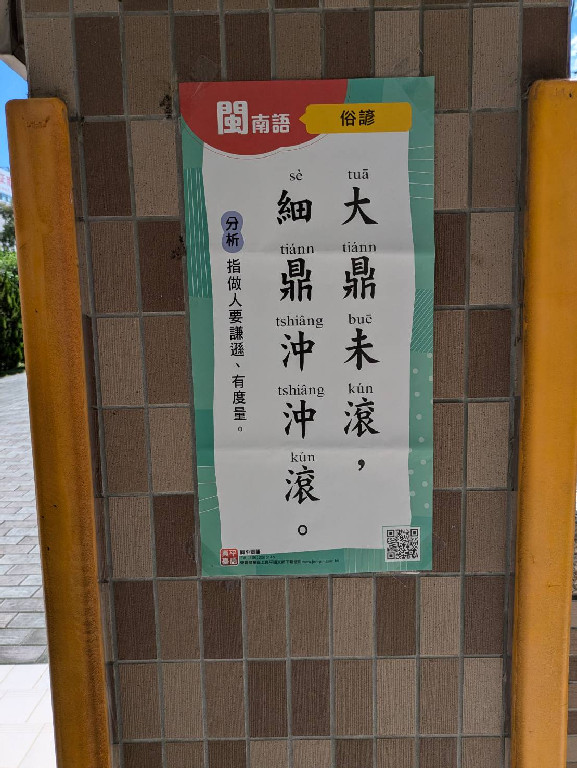 閩南語
俗諺
tuā tiánn buē kún
大鼎未滾，
sè tiánn tshiâng tshiâng kún
細鼎沖沖滾。
分析
指做人要謙遜、有度量。